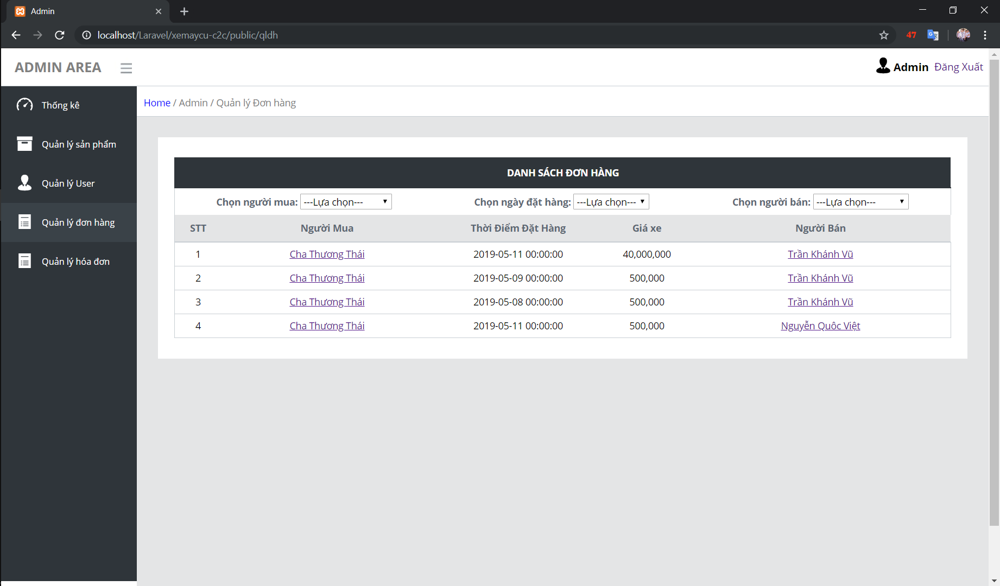 Admin
localhost/Laravel/xemaycu-c2c/public/qldh
47
ADMIN AREA
Admin Đăng Xuất
Thống kê
Quản lý sản phẩm
Quản lý User
Quản lý đơn hàng
Quản lý hóa đơn
Home / Admin / Quản lý Đơn hàng
DANH SÁCH ĐƠN HÀNG
Chọn người mua: ---Lựa chọn--- Chọn ngày đặt hàng: ---Lựa chọn--- Chọn người bán: ---Lựa chọn---
STT Người Mua Thời Điểm Đặt Hàng Giá xe Người Bán
1 Cha Thương Thái 2019-05-11 00:00:00 40,000,000 Trần Khánh Vũ
2 Cha Thương Thái 2019-05-09 00:00:00 500,000 Trần Khánh Vũ
3 Cha Thương Thái 2019-05-08 00:00:00 500,000 Trần Khánh Vũ
4 Cha Thương Thái 2019-05-11 00:00:00 500,000 Nguyễn Quôc Việt